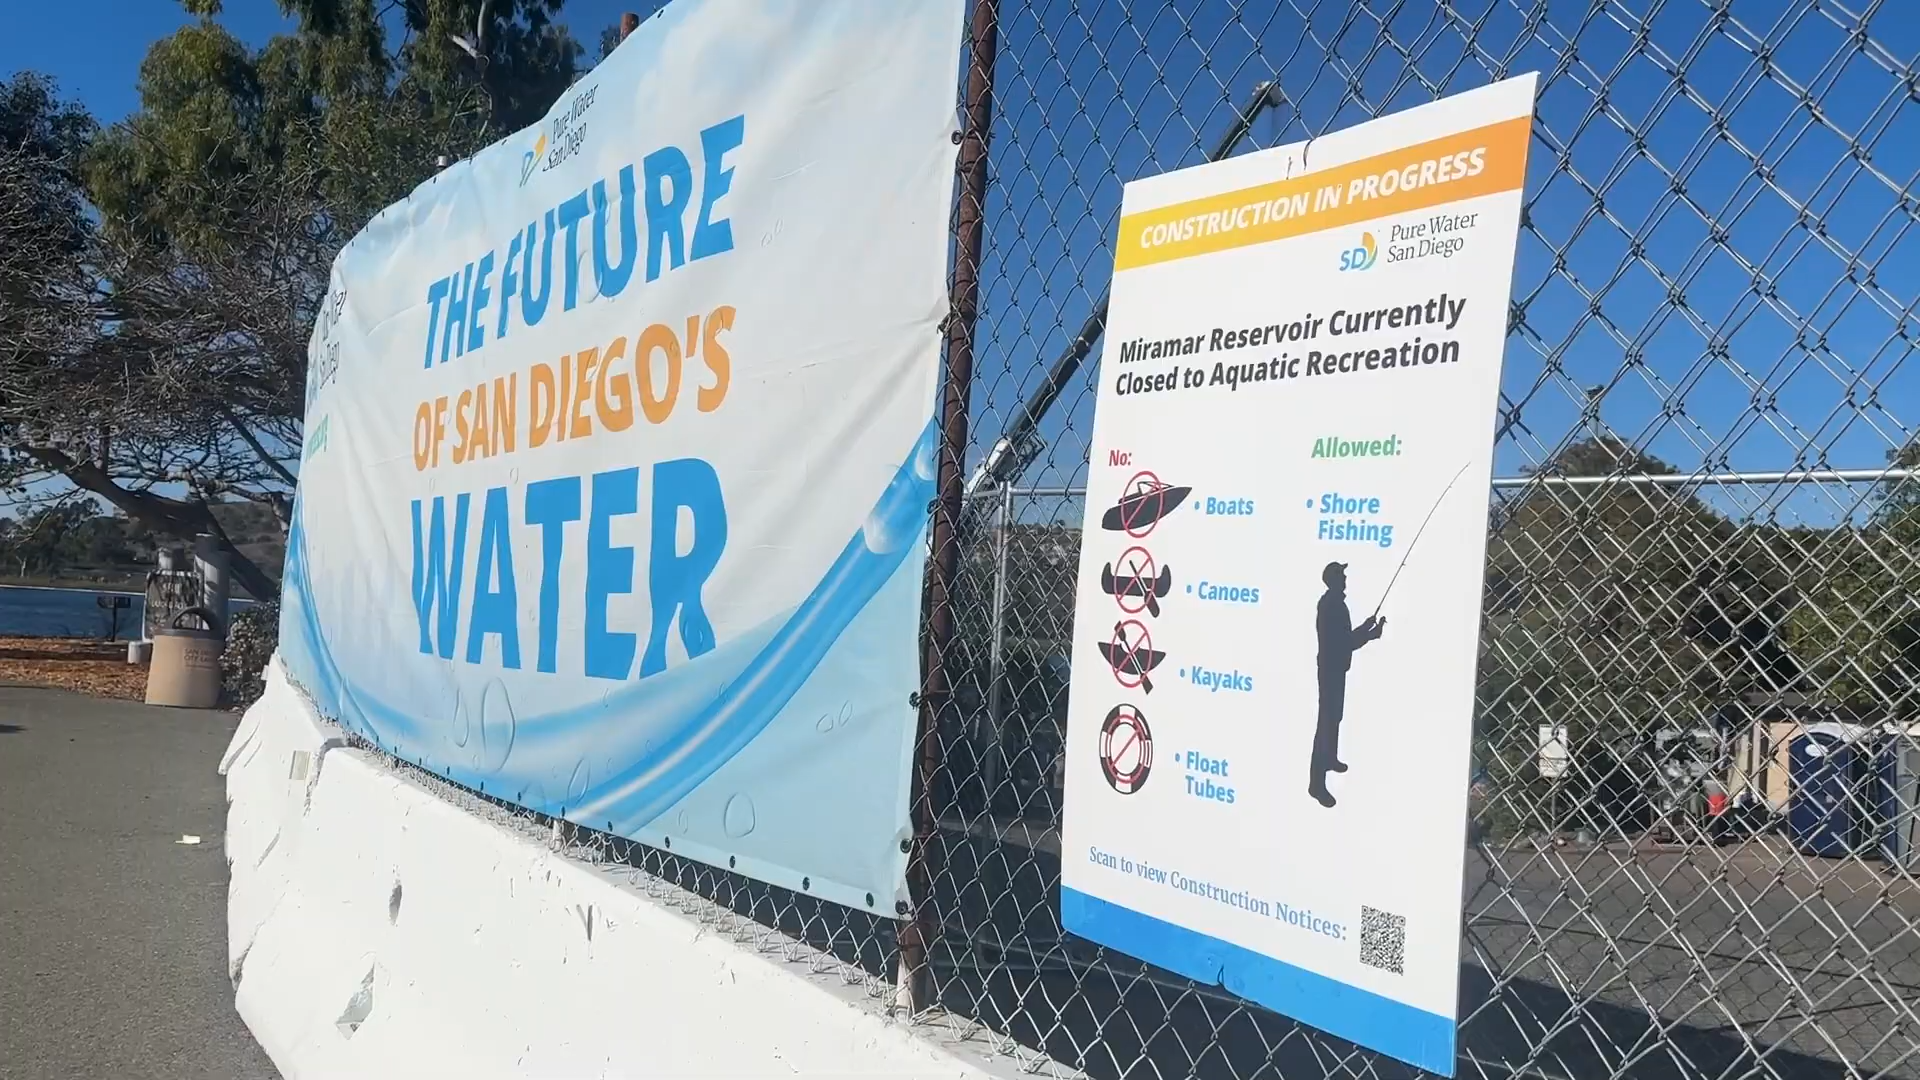 Pure Water
San Diego
THE FUTURE
OF SAN DIEGO'S
WATER
CONSTRUCTION IN PROGRESS
SD
Pure Water
San Diego
Miramar Reservoir Currently
Closed to Aquatic Recreation
No:
• Boats
• Canoes
• Kayaks
• Float
Tubes
Allowed:
• Shore
Fishing
Scan to view Construction Notices: